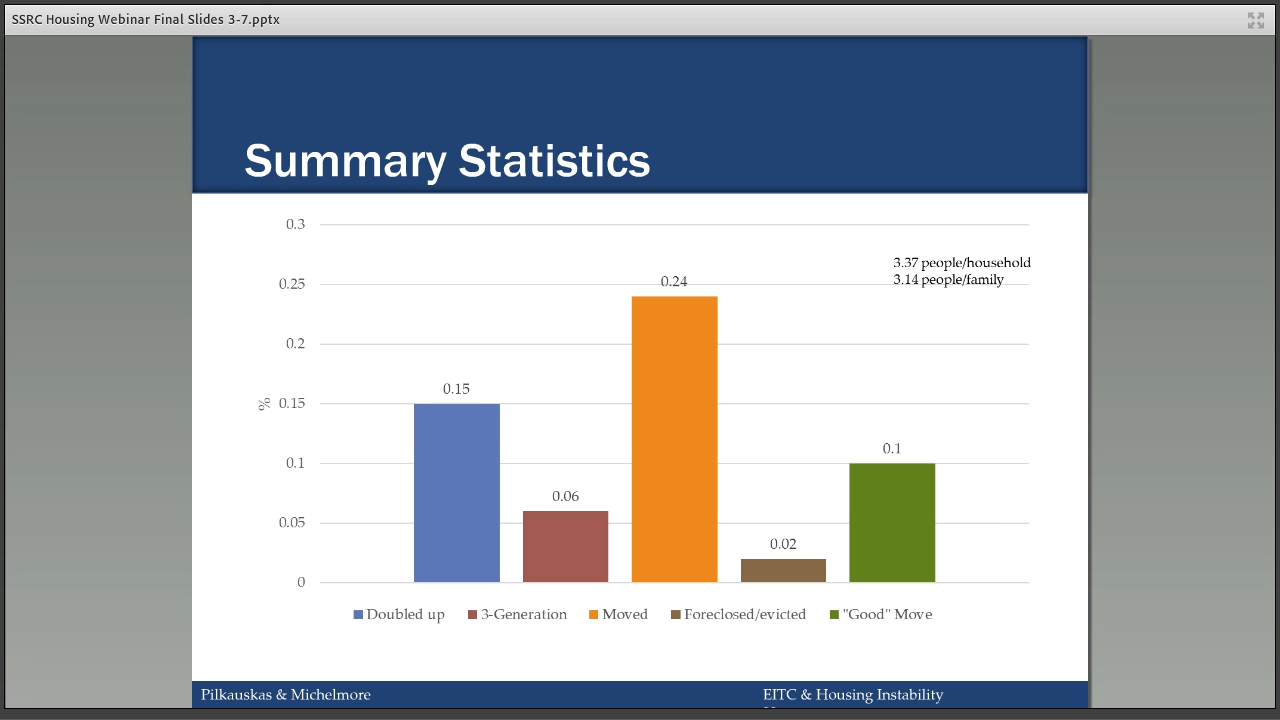 SSRC Housing Webinar Final Slides 3-7.pptx
Summary Statistics
0.3
3.37 people/household
3.14 people/family
0.25
0.24
0.2
0.15
% 0.15
0.1
0.1
0.06
0.05
0.02
0
Doubled up 3-Generation Moved Foreclosed/evicted "Good" Move
Pilkauskas & Michelmore EITC & Housing Instability